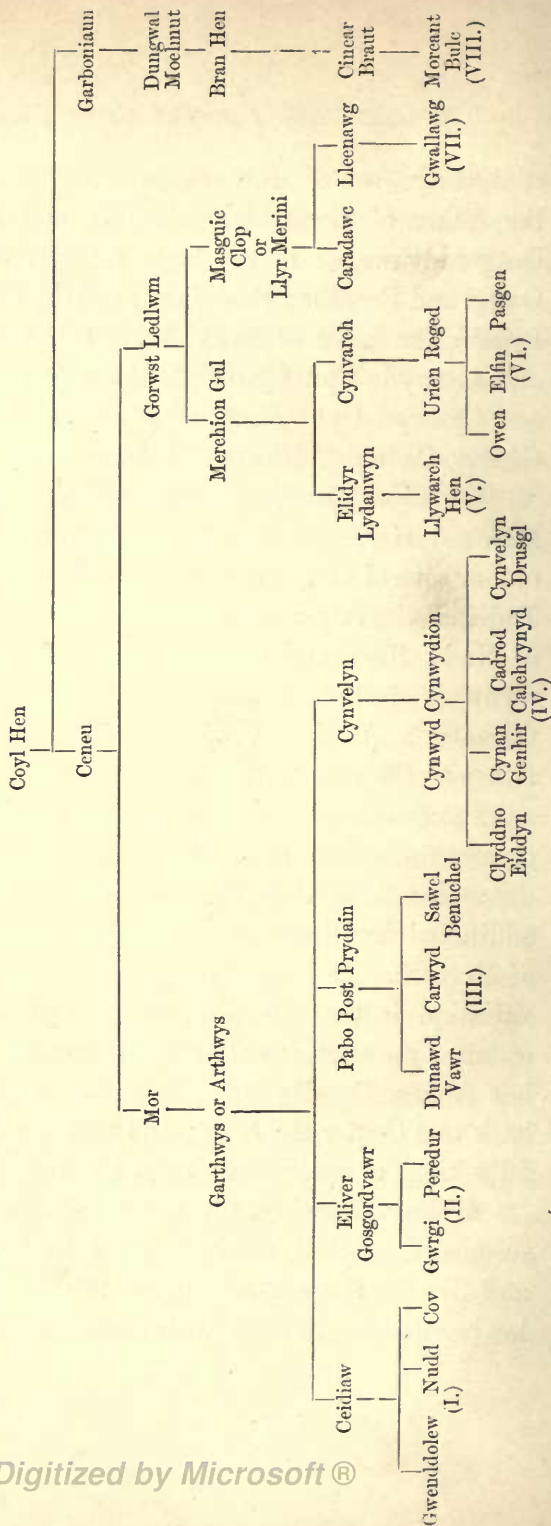 Coyl Hen
Ceneu
Garboniaun
Mor
Gorwst Ledlwm
Dungwal
Moelmut
Garthwys or Arthwys
Merchion Gul
Masguic
Clop
or
Llyr Merini
Bran Hen
Ceidiaw
Eliver
Gosgordvawr
Pabo Post Prydain
Cynvelyn
Elidyr
Lydanwyn
Cynvarch
Caradawc
Lleenawg
Cincar
Braut
Gwenddolew
Nudd
Cov
(I.)
Gwrgi
Peredur
(II.)
Dunawd
Vawr
Carwyd
Sawel
Benuchel
(III.)
Cynwyd Cynwydion
Llywarch
Hen
(V.)
Urien Reged
Gwallawg
(VII.)
Morcant
Bulc
(VIII.)
Clyddno
Eiddyn
Cynan
Genhir
Cadrod
Calchvynyd
Cynvelyn
Drusgl
(IV.)
Owen
Elfin
Pasgen
(VI.)
Digitized by Microsoft ®